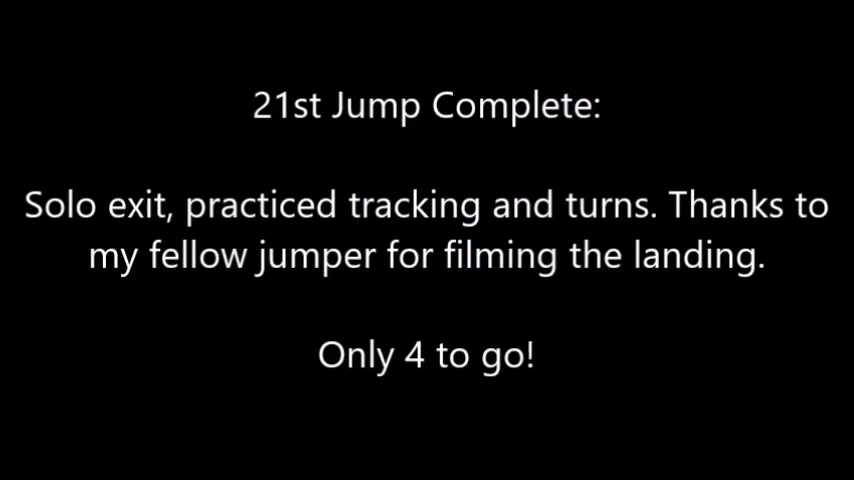 21st Jump Complete:
Solo exit, practiced tracking and turns. Thanks to
my fellow jumper for filming the landing.
Only 4 to go!